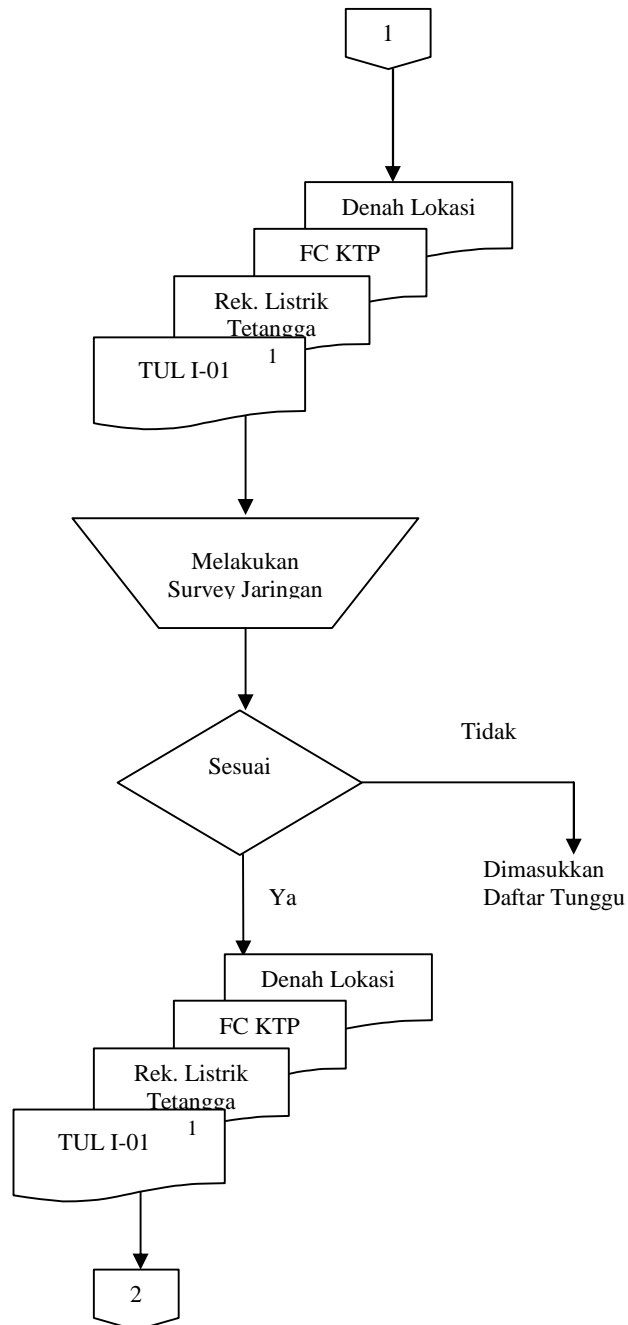 1
Denah Lokasi
FC KTP
Rek. Listrik
Tetangga
TUL I-01 1
Melakukan
Survey Jaringan
Sesuai
Tidak
Dimasukkan
Daftar Tunggu
Ya
Denah Lokasi
FC KTP
Rek. Listrik
Tetangga
TUL I-01 1
2